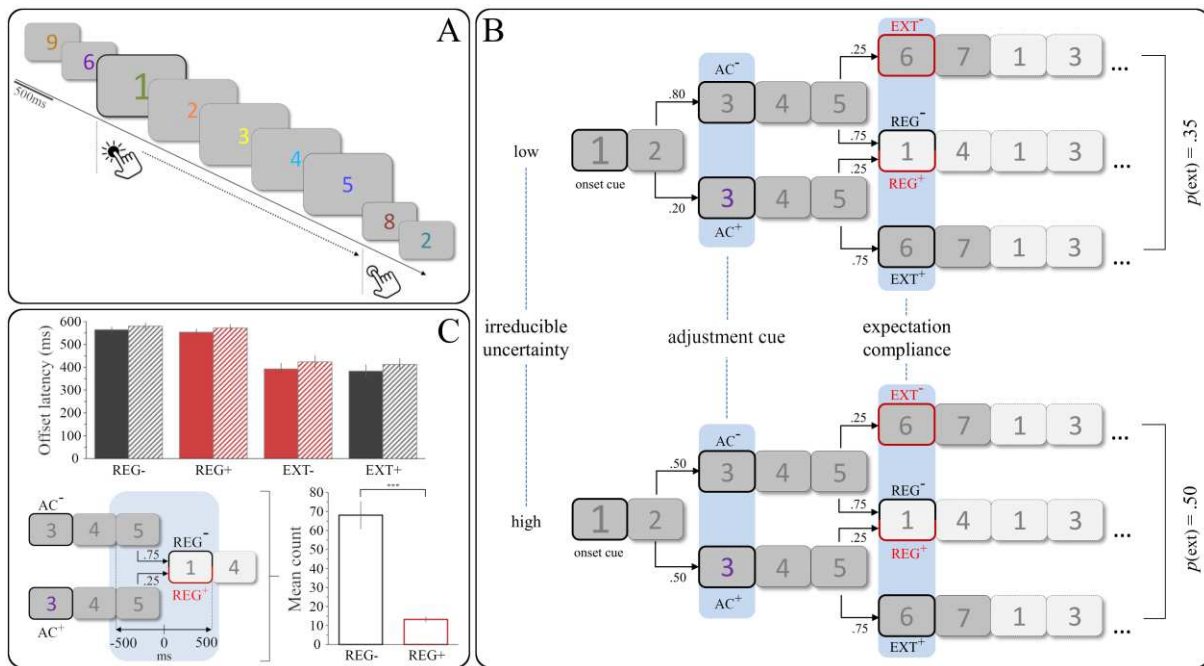 A
9
6
1
2
3
4
5
8
2
500ms
B
low
irreducible
uncertainty
high
adjustment cue
expectation
compliance
1
2
onset cue
.80
.20
AC-
3
4
5
3
4
5
AC+
.25
.75
.25
.75
EXT-
6
7
1
3
...
REG-
1
4
1
3
...
REG+
6
7
1
3
...
EXT+
p(ext) = .35
1
2
onset cue
.50
.50
AC-
3
4
5
3
4
5
AC+
.25
.75
.25
.75
EXT-
6
7
1
3
...
REG-
1
4
1
3
...
REG+
6
7
1
3
...
EXT+
p(ext) = .50
C
Offset latency (ms)
600
500
400
300
200
100
0
REG-
REG+
EXT-
EXT+
AC-
3
4
5
.75
REG-
1
4
.25
REG+
3
4
5
AC+
-500
0
500
ms
Mean count
80
70
60
50
40
30
20
10
0
***
REG-
REG+